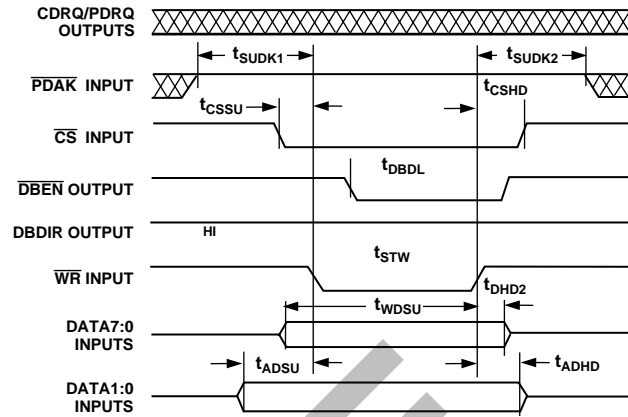 CDRQ/PDRQ
OUTPUTS
tSUDK1
tSUDK2
PDAK INPUT
tCSSU
tCSHD
CS INPUT
tDBDL
DBEN OUTPUT
DBDIR OUTPUT
HI
tSTW
WR INPUT
tDHD2
tWDSU
DATA7:0
INPUTS
tADSU
tADHD
DATA1:0
INPUTS